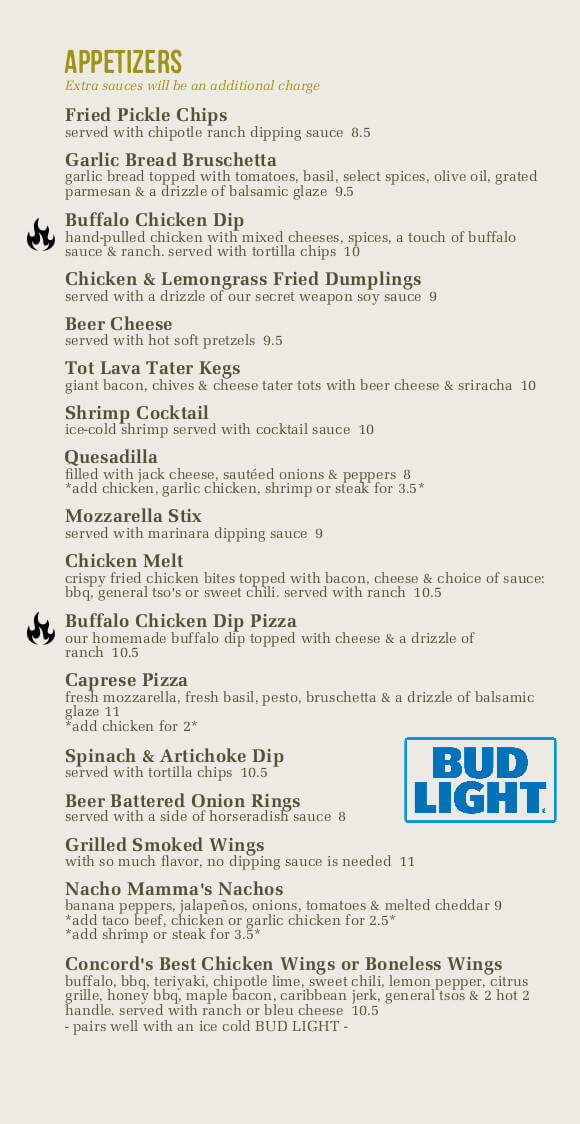 APPETIZERS
Extra sauces will be an additional charge
Fried Pickle Chips
served with chipotle ranch dipping sauce 8.5
Garlic Bread Bruschetta
garlic bread topped with tomatoes, basil, select spices, olive oil, grated
parmesan & a drizzle of balsamic glaze 9.5
Buffalo Chicken Dip
hand-pulled chicken with mixed cheeses, spices, a touch of buffalo
sauce & ranch. served with tortilla chips 10
Chicken & Lemongrass Fried Dumplings
served with a drizzle of our secret weapon soy sauce 9
Beer Cheese
served with hot soft pretzels 9.5
Tot Lava Tater Kegs
giant bacon, chives & cheese tater tots with beer cheese & sriracha 10
Shrimp Cocktail
ice-cold shrimp served with cocktail sauce 10
Quesadilla
filled with jack cheese, sautéed onions & peppers 8
*add chicken, garlic chicken, shrimp or steak for 3.5*
Mozzarella Stix
served with marinara dipping sauce 9
Chicken Melt
crispy fried chicken bites topped with bacon, cheese & choice of sauce:
bbq, general tso's or sweet chili. served with ranch 10.5
Buffalo Chicken Dip Pizza
our homemade buffalo dip topped with cheese & a drizzle of
ranch 10.5
Caprese Pizza
fresh mozzarella, fresh basil, pesto, bruschetta & a drizzle of balsamic
glaze 11
*add chicken for 2*
Spinach & Artichoke Dip
served with tortilla chips 10.5
BUD
LIGHT
Beer Battered Onion Rings
served with a side of horseradish sauce 8
Grilled Smoked Wings
with so much flavor, no dipping sauce is needed 11
Nacho Mamma's Nachos
banana peppers, jalapeños, onions, tomatoes & melted cheddar 9
*add taco beef, chicken or garlic chicken for 2.5*
*add shrimp or steak for 3.5*
Concord's Best Chicken Wings or Boneless Wings
buffalo, bbq, teriyaki, chipotle lime, sweet chili, lemon pepper, citrus
grille, honey bbq, maple bacon, caribbean jerk, general tsos & 2 hot 2
handle. served with ranch or bleu cheese 10.5
- pairs well with an ice cold BUD LIGHT -